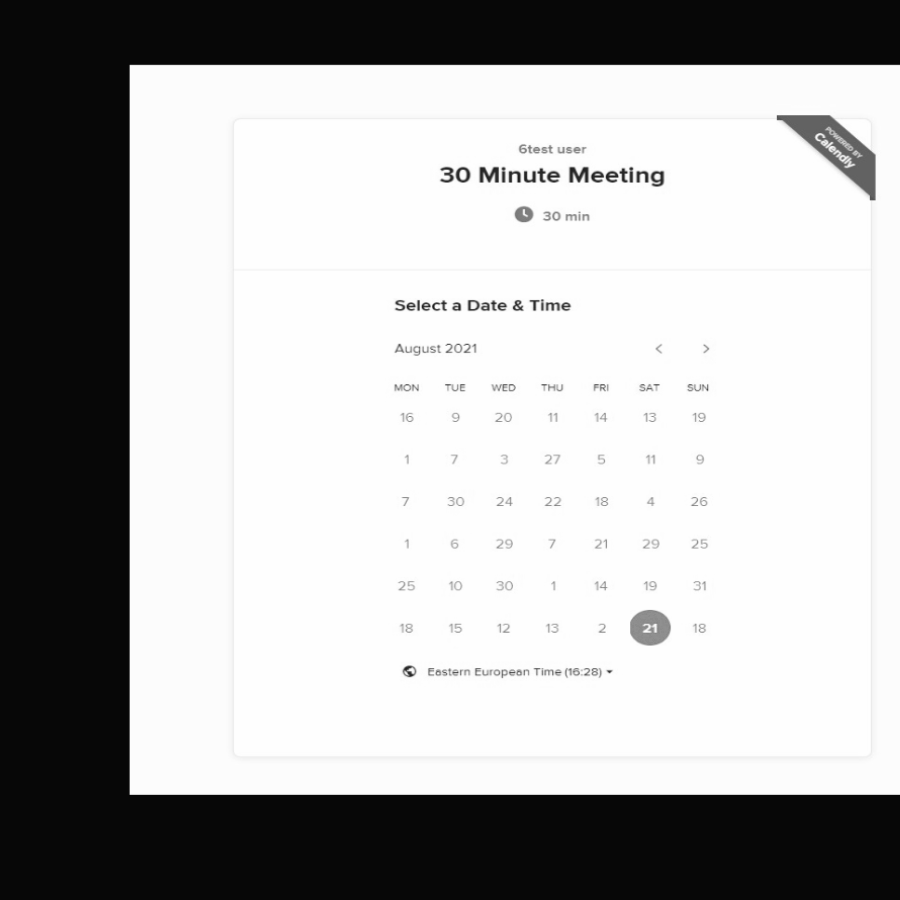 POWERED BY
Calendly
6test user
30 Minute Meeting
30 min
Select a Date & Time
August 2021 < >
MON TUE WED THU FRI SAT SUN
16 9 20 11 14 13 19
1 7 3 27 5 11 9
7 30 24 22 18 4 26
1 6 29 7 21 29 25
25 10 30 1 14 19 31
18 15 12 13 2 21 18
Eastern European Time (16:28)